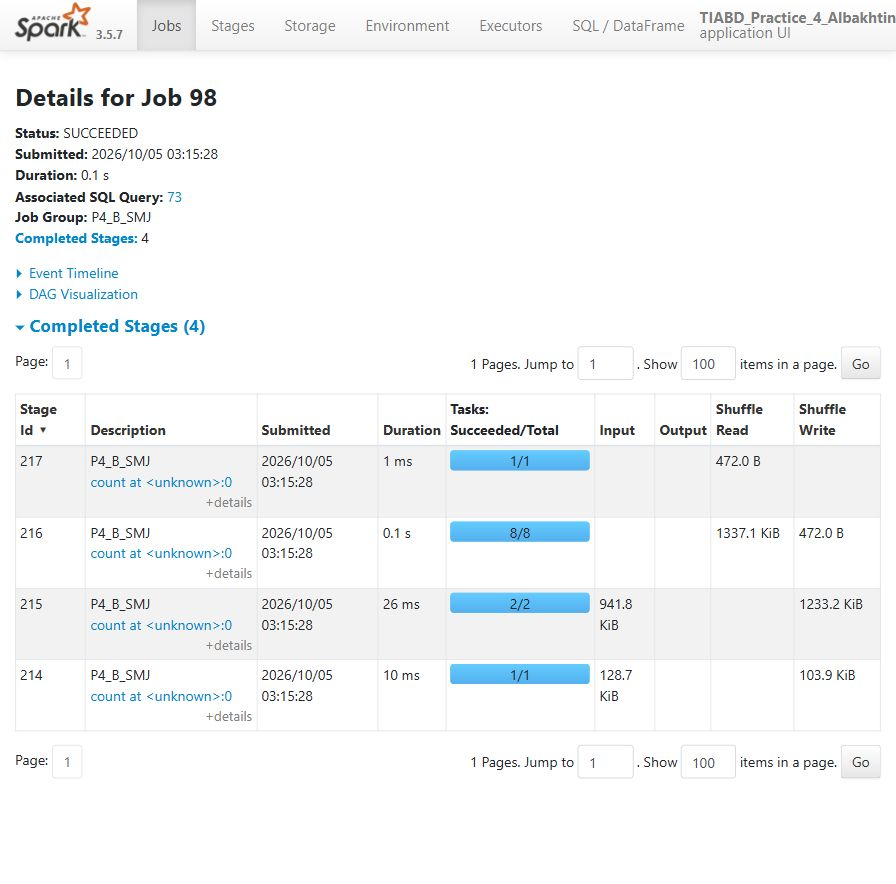 APACHE
Spark 3.5.7 Jobs Stages Storage Environment Executors SQL / DataFrame TIABD_Practice_4_Albakhtin
application UI
Details for Job 98
Status: SUCCEEDED
Submitted: 2026/10/05 03:15:28
Duration: 0.1 s
Associated SQL Query: 73
Job Group: P4_B_SMJ
Completed Stages: 4
Event Timeline
DAG Visualization
Completed Stages (4)
Page: 1 1 Pages. Jump to 1 . Show 100 items in a page. Go
Stage Tasks: Shuffle Shuffle
Id ▼ Description Submitted Duration Succeeded/Total Input Output Read Write
217 P4_B_SMJ 2026/10/05 1 ms 1/1 472.0 B
count at <unknown>:0 03:15:28
+details
216 P4_B_SMJ 2026/10/05 0.1 s 8/8 1337.1 KiB 472.0 B
count at <unknown>:0 03:15:28
+details
215 P4_B_SMJ 2026/10/05 26 ms 2/2 941.8 1233.2 KiB
count at <unknown>:0 03:15:28 KiB
+details
214 P4_B_SMJ 2026/10/05 10 ms 1/1 128.7 103.9 KiB
count at <unknown>:0 03:15:28 KiB
+details
Page: 1 1 Pages. Jump to 1 . Show 100 items in a page. Go